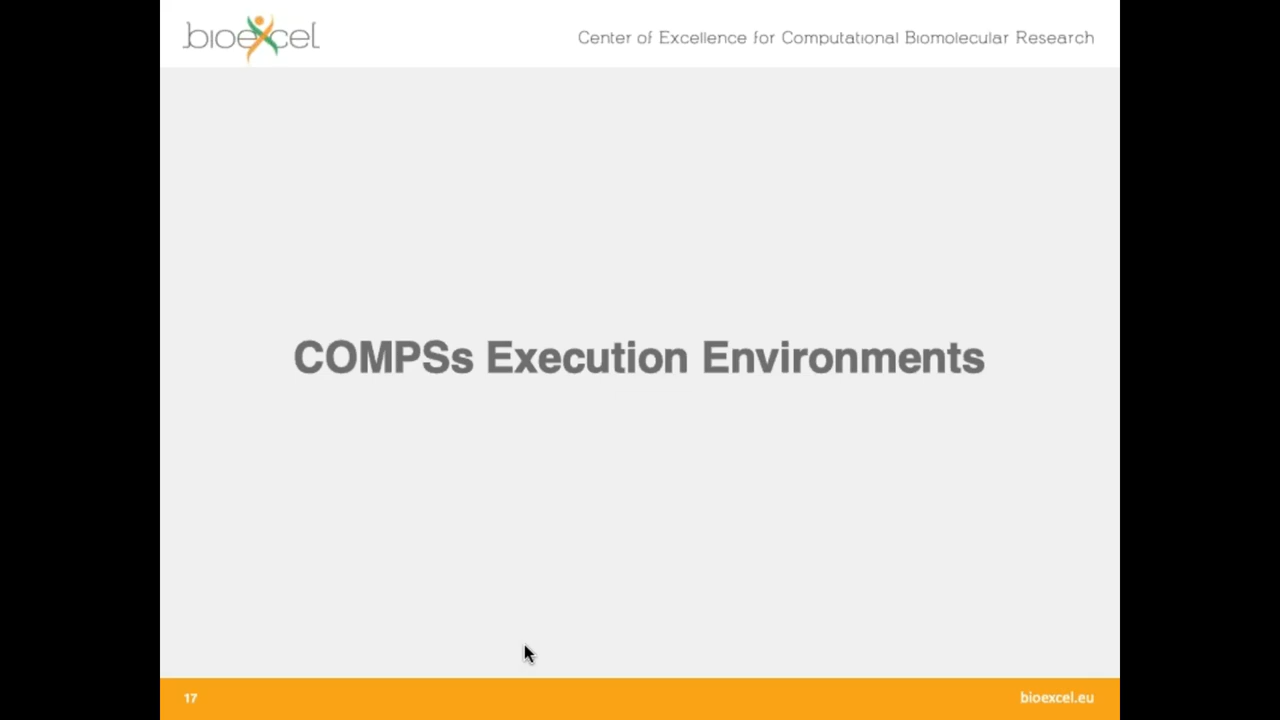 bioexcel
Center of Excellence for Computational Biomolecular Research
COMPSs Execution Environments
17
bioexcel.eu